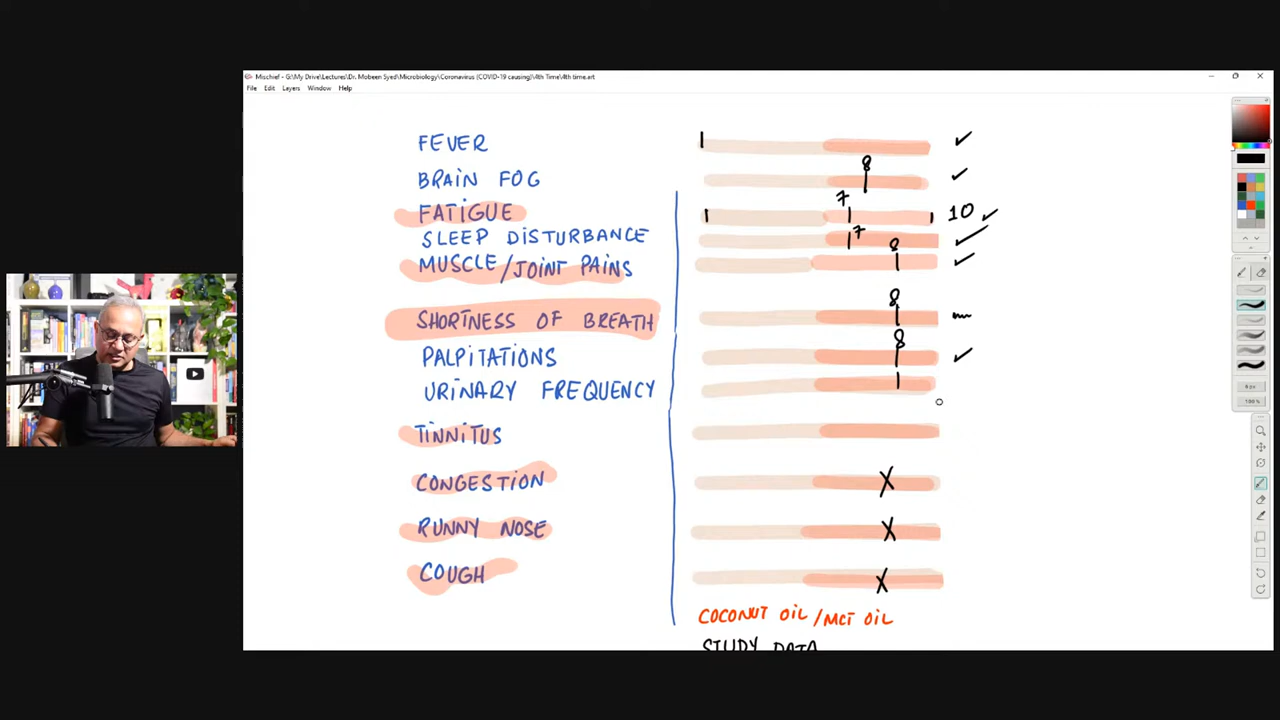 Mischief - G:\My Drive\Lectures\Dr. Mobeen Syed\Microbiology\Coronavirus (COVID-19 causing)\4th Time\4th time.art
File Edit Layers Window Help
FEVER
BRAIN FOG 8
FATIGUE 7 10
SLEEP DISTURBANCE 7
MUSCLE/JOINT PAINS 8
SHORTNESS OF BREATH 8
PALPITATIONS 8
URINARY FREQUENCY
TINNITUS
CONGESTION X
RUNNY NOSE X
COUGH X
COCONUT OIL/MCT OIL
STUDY DATA